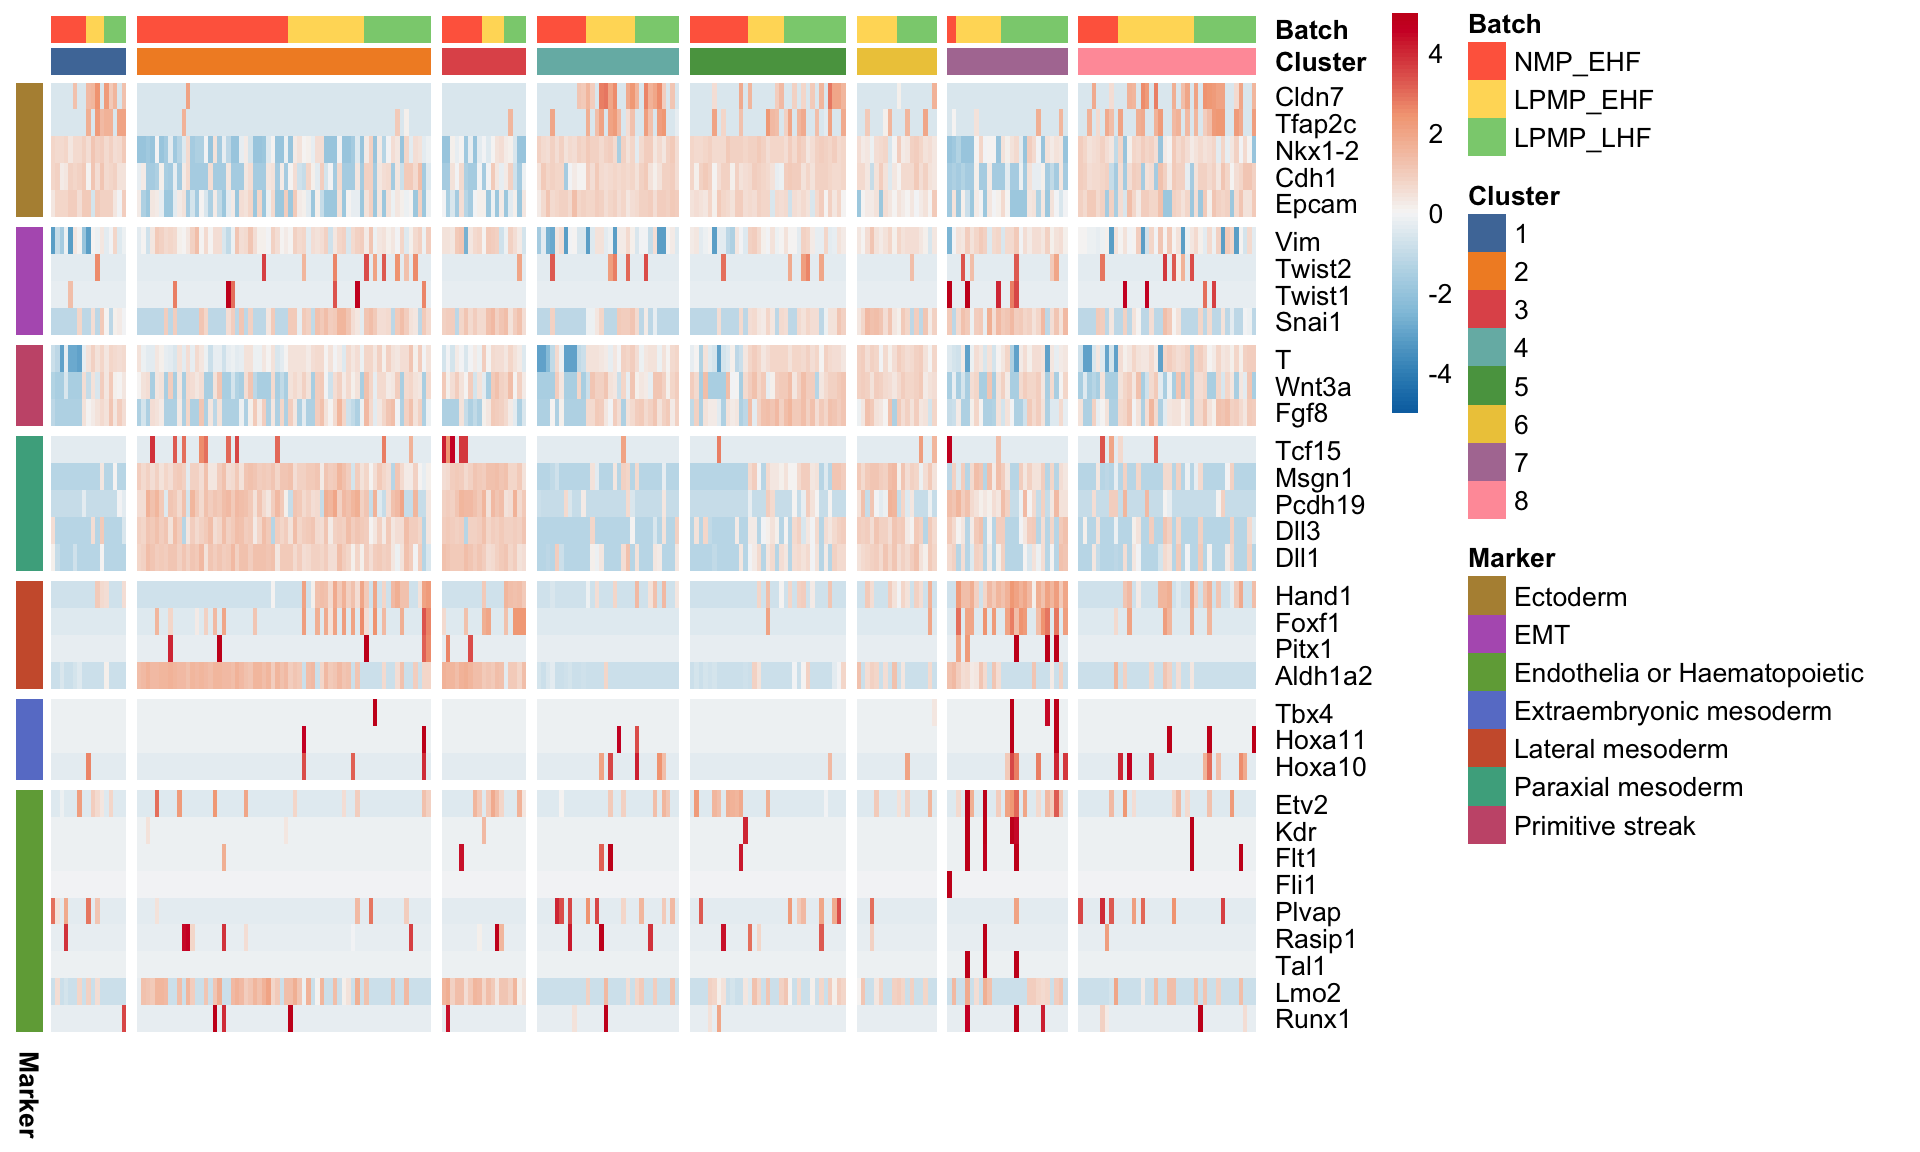 Batch
Cluster
Cldn7
Tfap2c
Nkx1-2
Cdh1
Epcam
Vim
Twist2
Twist1
Snai1
T
Wnt3a
Fgf8
Tcf15
Msgn1
Pcdh19
Dll3
Dll1
Hand1
Foxf1
Pitx1
Aldh1a2
Tbx4
Hoxa11
Hoxa10
Etv2
Kdr
Flt1
Fli1
Plvap
Rasip1
Tal1
Lmo2
Runx1
Marker
4
2
0
-2
-4
Batch
NMP_EHF
LPMP_EHF
LPMP_LHF
Cluster
1
2
3
4
5
6
7
8
Marker
Ectoderm
EMT
Endothelia or Haematopoietic
Extraembryonic mesoderm
Lateral mesoderm
Paraxial mesoderm
Primitive streak